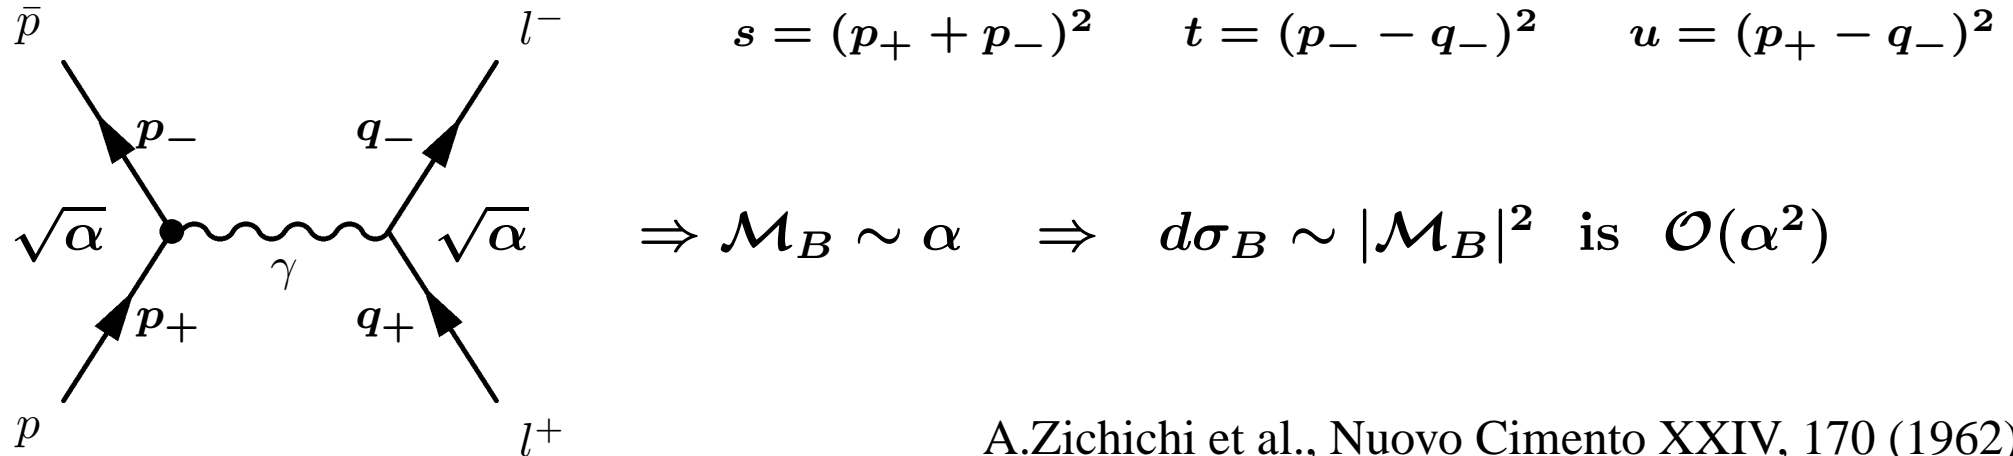 p̄ l⁻ s = (p₊ + p₋)² t = (p₋ − q₋)² u = (p₊ − q₋)²
p₋ q₋
√α √α ⇒ ℳ_B ∼ α ⇒ dσ_B ∼ |ℳ_B|² is 𝒪(α²)
γ
p₊ q₊
p l⁺ A.Zichichi et al., Nuovo Cimento XXIV, 170 (1962)